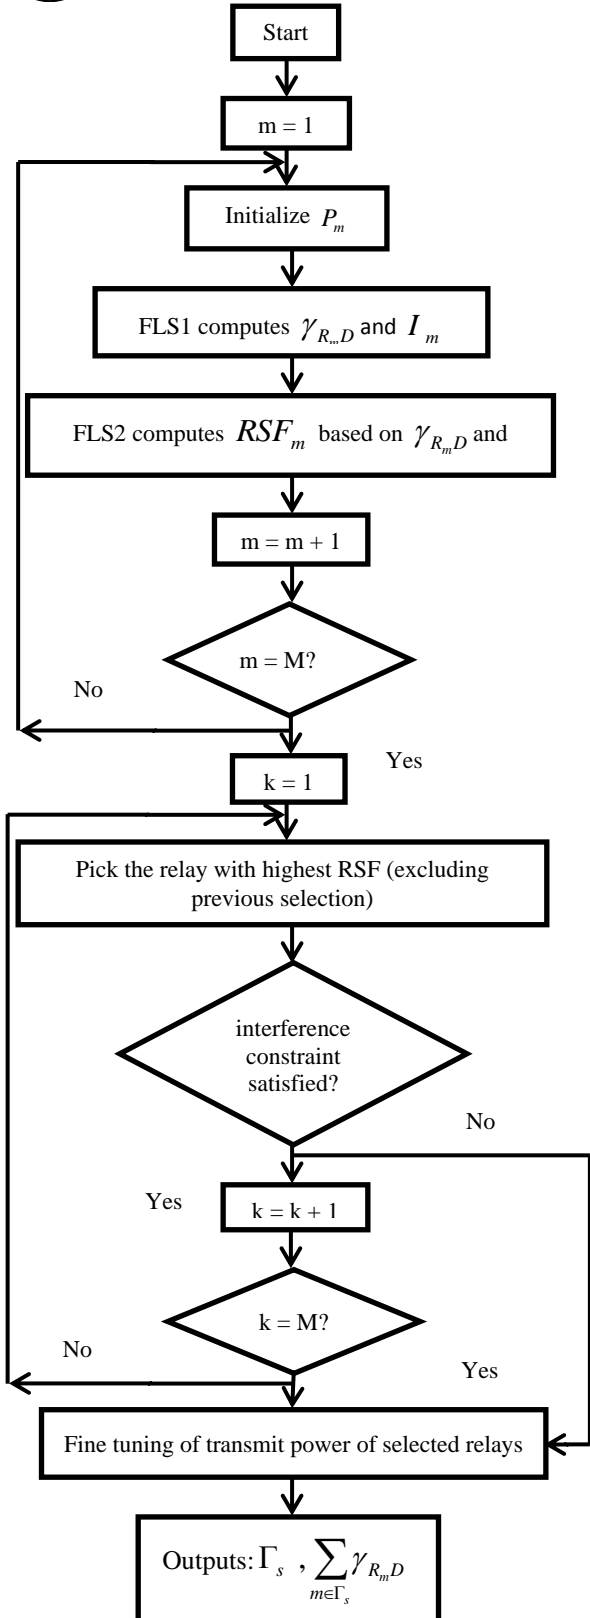 Start
m = 1
Initialize P_m
FLS1 computes γ_{R_mD} and I_m
FLS2 computes RSF_m based on γ_{R_mD} and
m = m + 1
m = M?
No
Yes
k = 1
Pick the relay with highest RSF (excluding
previous selection)
interference
constraint
satisfied?
No
Yes
k = k + 1
k = M?
No
Yes
Fine tuning of transmit power of selected relays
Outputs: Γ_s , ∑_{m∈Γ_s} γ_{R_mD}